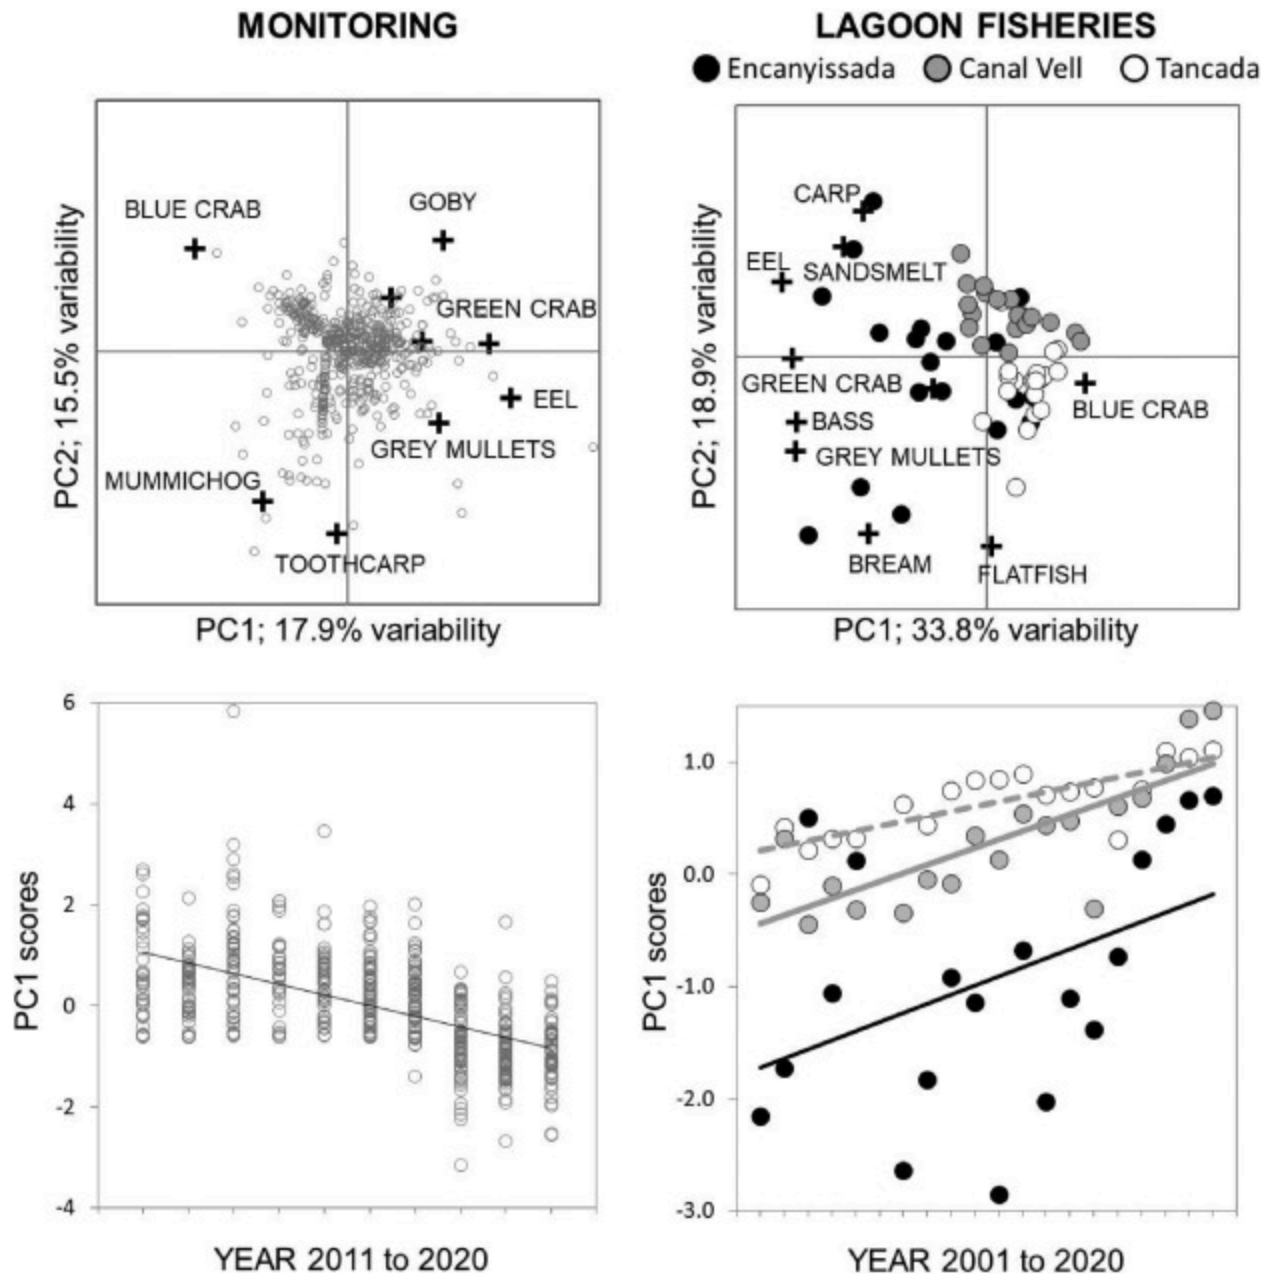 MONITORING
LAGOON FISHERIES
Encanyissada Canal Vell Tancada
BLUE CRAB
GOBY
GREEN CRAB
EEL
GREY MULLETS
MUMMICHOG
TOOTHCARP
PC2; 15.5% variability
PC1; 17.9% variability
CARP
EEL
SANDSMELT
GREEN CRAB
BLUE CRAB
BASS
GREY MULLETS
BREAM
FLATFISH
PC2; 18.9% variability
PC1; 33.8% variability
6
4
2
0
-2
-4
PC1 scores
YEAR 2011 to 2020
1.0
0.0
-1.0
-2.0
-3.0
PC1 scores
YEAR 2001 to 2020